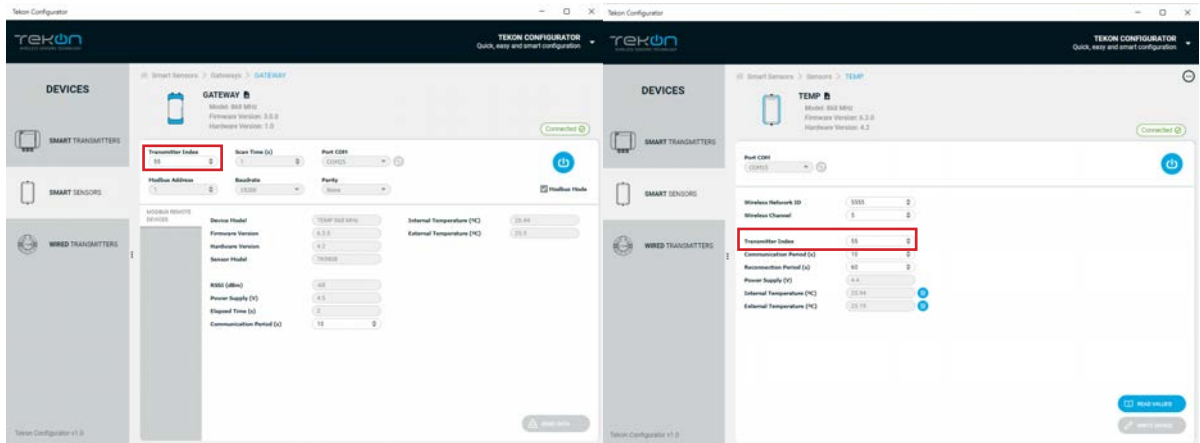 Tekon Configurator
TEKON
WIRELESS SENSORS TECHNOLOGY
TEKON CONFIGURATOR
Quick, easy and smart configuration
DEVICES
SMART TRANSMITTERS
SMART SENSORS
WIRED TRANSMITTERS
Tekon Configurator v1.0
Smart Sensors > Gateways > GATEWAY
GATEWAY
Model: 868 MHz
Firmware Version: 3.0.0
Hardware Version: 1.0
Connected
Transmitter Index
55
Scan Time (s)
1
Port COM
COM15
Modbus Address
1
Baudrate
19200
Parity
None
Modbus Mode
MODBUS REMOTE
DEVICES
Device Model
TEMP 868 MHz
Firmware Version
Hardware Version
4.2
Sensor Model
RSSI (dBm)
Power Supply (V)
4.5
Elapsed Time (s)
2
Communication Period (s)
10
Internal Temperature (ºC)
External Temperature (ºC)
Tekon Configurator
TEKON
TEKON CONFIGURATOR
Quick, easy and smart configuration
DEVICES
SMART TRANSMITTERS
SMART SENSORS
WIRED TRANSMITTERS
Tekon Configurator v1.0
Smart Sensors > Sensors > TEMP
TEMP
Model: 868 MHz
Firmware Version: 6.3.0
Hardware Version: 4.2
Connected
Port COM
COM15
Wireless Network ID
5555
Wireless Channel
5
Transmitter Index
55
Communication Period (s)
10
Reconnection Period (s)
60
Power Supply (V)
4.4
Internal Temperature (ºC)
External Temperature (ºC)
READ VALUES